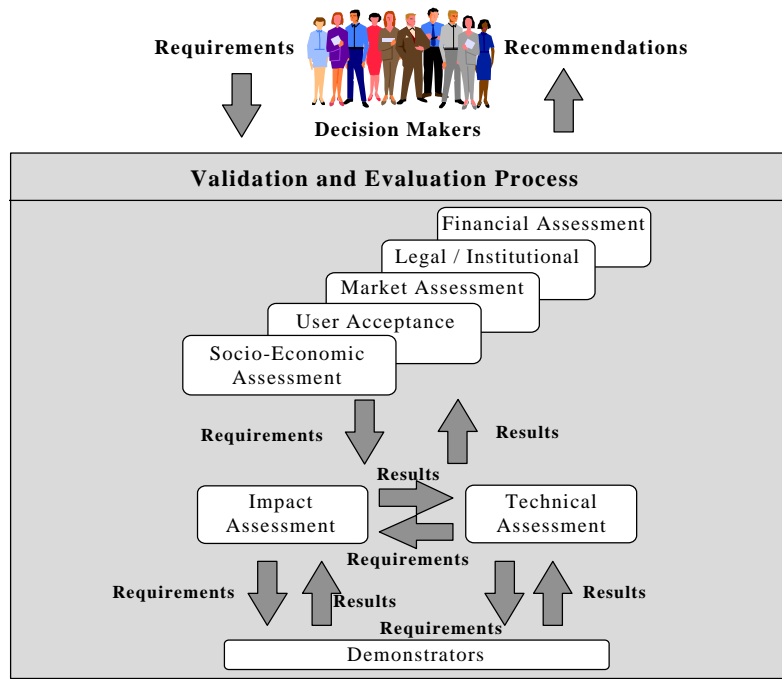 Requirements
Recommendations
Decision Makers
Validation and Evaluation Process
Financial Assessment
Legal / Institutional
Market Assessment
User Acceptance
Socio-Economic
Assessment
Requirements
Results
Results
Impact
Assessment
Technical
Assessment
Requirements
Requirements
Results
Requirements
Results
Demonstrators